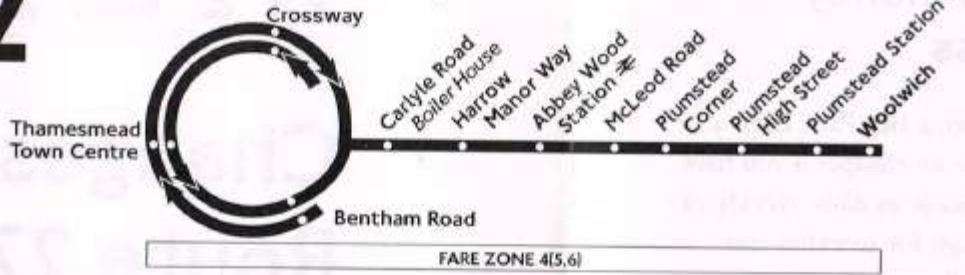 Crossway
Thamesmead
Town Centre
Bentham Road
Carlyle Road
Boiler House
Harrow
Manor Way
Abbey Wood
Station
McLeod Road
Plumstead
Corner
Plumstead
High Street
Plumstead Station
Woolwich
FARE ZONE 4(5,6)